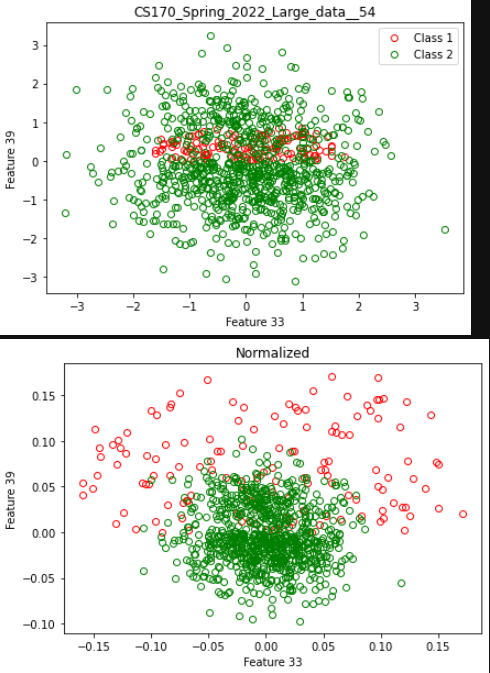 CS170_Spring_2022_Large_data__54
Class 1
Class 2
3
2
1
0
−1
−2
−3
Feature 39
−3 −2 −1 0 1 2 3
Feature 33
Normalized
0.15
0.10
0.05
0.00
−0.05
−0.10
Feature 39
−0.15 −0.10 −0.05 0.00 0.05 0.10 0.15
Feature 33